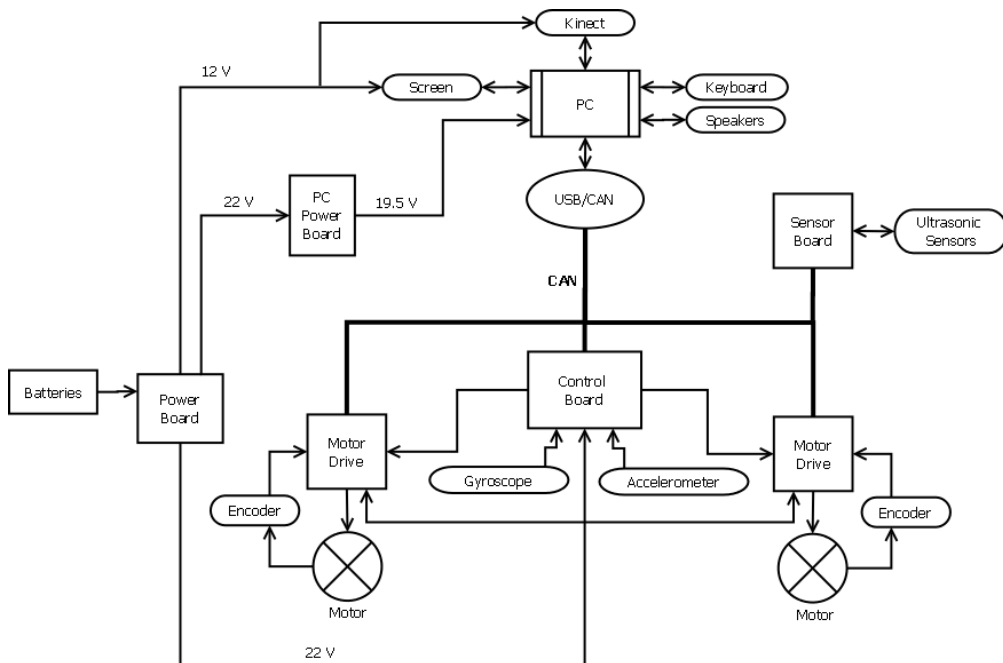 Kinect
12 V
Screen
PC
Keyboard
Speakers
USB/CAN
22 V
PC
Power
Board
19.5 V
Sensor
Board
Ultrasonic
Sensors
CAN
Batteries
Power
Board
Control
Board
Motor
Drive
Motor
Drive
Gyroscope
Accelerometer
Encoder
Encoder
Motor
Motor
22 V